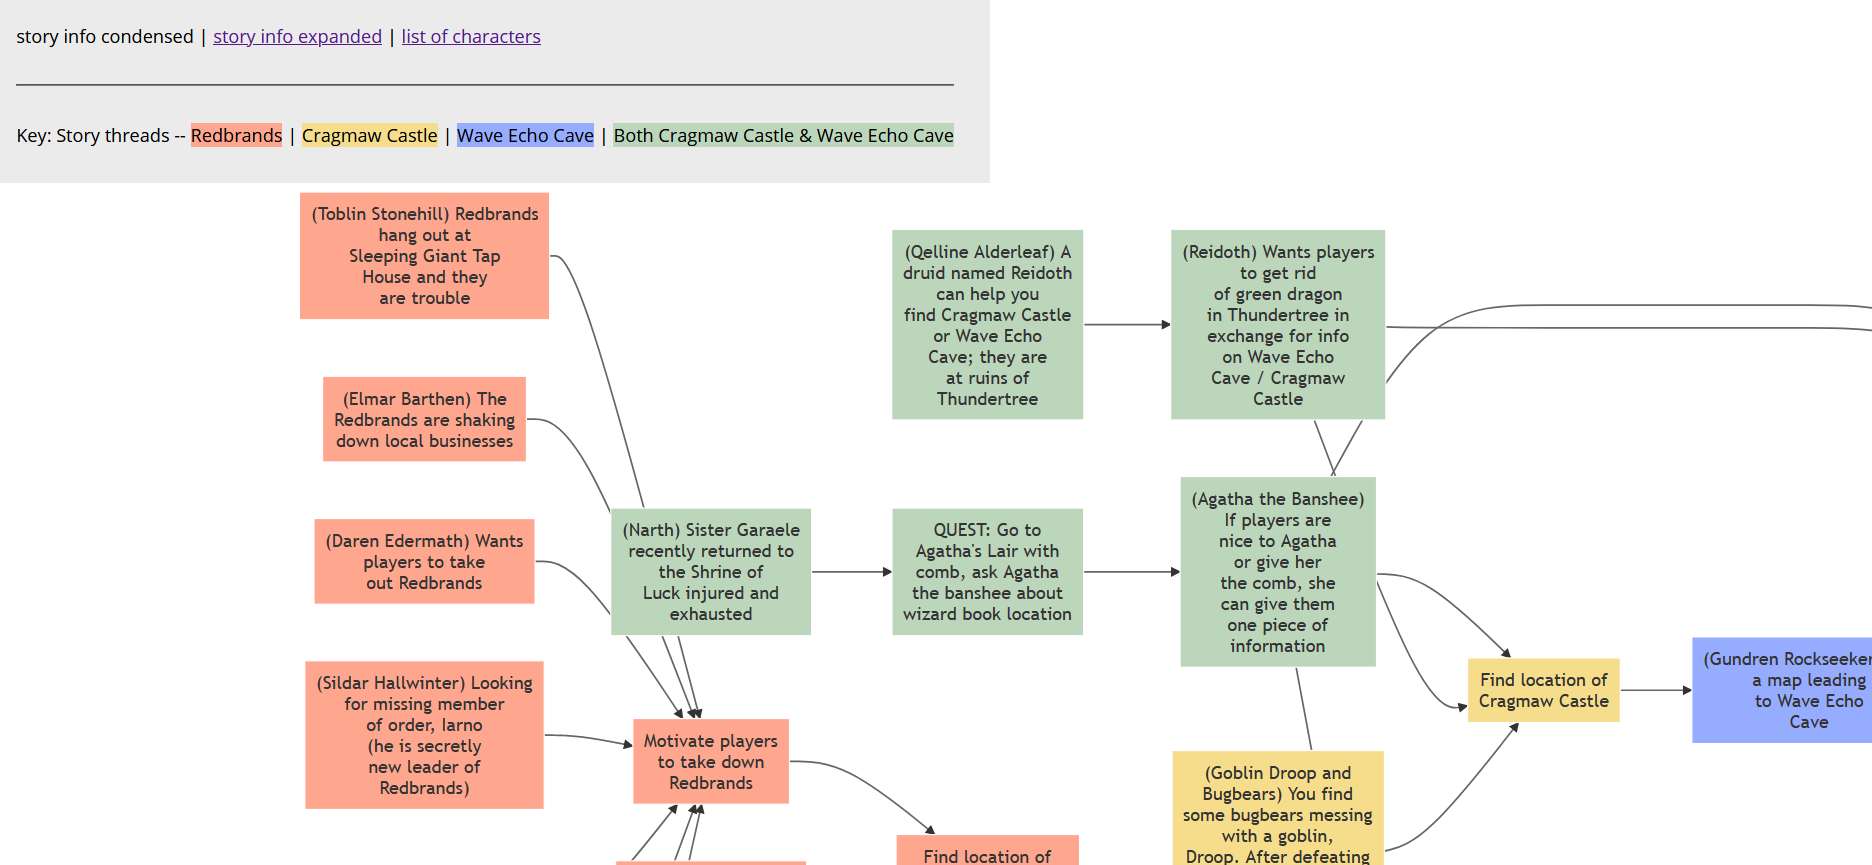 story info condensed | story info expanded | list of characters
Key: Story threads -- Redbrands | Cragmaw Castle | Wave Echo Cave | Both Cragmaw Castle & Wave Echo Cave
(Toblin Stonehill) Redbrands
hang out at
Sleeping Giant Tap
House and they
are trouble
(Elmar Barthen) The
Redbrands are shaking
down local businesses
(Daren Edermath) Wants
players to take
out Redbrands
(Sildar Hallwinter) Looking
for missing member
of order, Iarno
(he is secretly
new leader of
Redbrands)
(Narth) Sister Garaele
recently returned to
the Shrine of
Luck injured and
exhausted
Motivate players
to take down
Redbrands
(Qelline Alderleaf) A
druid named Reidoth
can help you
find Cragmaw Castle
or Wave Echo
Cave; they are
at ruins of
Thundertree
QUEST: Go to
Agatha's Lair with
comb, ask Agatha
the banshee about
wizard book location
Find location of
(Reidoth) Wants players
to get rid
of green dragon
in Thundertree in
exchange for info
on Wave Echo
Cave / Cragmaw
Castle
(Agatha the Banshee)
If players are
nice to Agatha
or give her
the comb, she
can give them
one piece of
information
(Goblin Droop and
Bugbears) You find
some bugbears messing
with a goblin,
Droop. After defeating
Find location of
Cragmaw Castle
(Gundren Rockseeker
a map leading
to Wave Echo
Cave